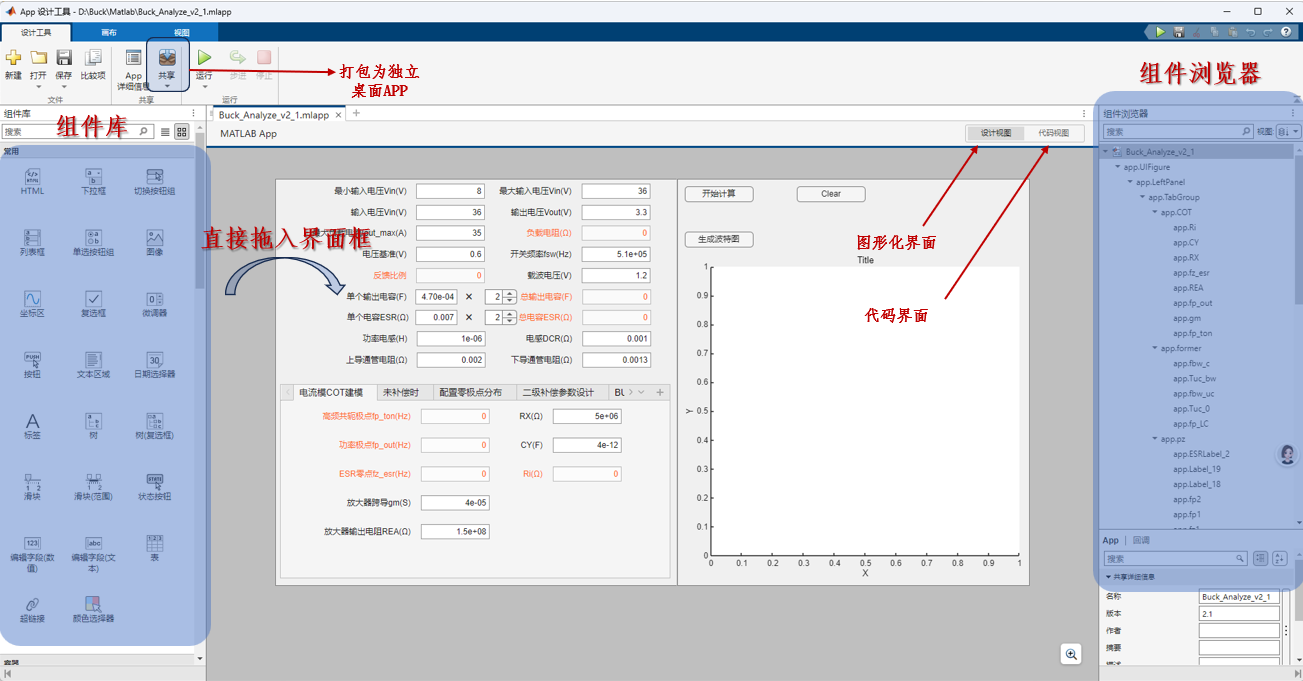 App 设计工具 - D:\Buck\Matlab\Buck_Analyze_v2_1.mlapp
设计工具 画布 视图
新建 打开 保存 比较项 App 详细信息 共享 运行 步进 停止
文件 共享 运行
打包为独立
桌面APP
组件浏览器
组件库
搜索
组件库
常用
HTML 下拉框 切换按钮组
列表框 单选按钮组 图像
坐标区 复选框 微调器
按钮 文本区域 日期选择器
标签 树 树(复选框)
滑块 滑块(范围) 状态按钮
编辑字段(数值) 编辑字段(文本) 表
超链接 颜色选择器
容器
直接拖入界面框
Buck_Analyze_v2_1.mlapp
MATLAB App
设计视图 代码视图
最小输入电压Vin(V) 8 最大输入电压Vin(V) 36
输入电压Vin(V) 36 输出电压Vout(V) 3.3
out_max(A) 35 负载电阻(Ω) 0
电压基准(V) 0.6 开关频率fsw(Hz) 5.1e+05
反馈比例 0 载波电压(V) 1.2
单个输出电容(F) 4.70e-04 × 2 总输出电容(F) 0
单个电容ESR(Ω) 0.007 × 2 总电容ESR(Ω) 0
功率电感(H) 1e-06 电感DCR(Ω) 0.001
上导通管电阻(Ω) 0.002 下导通管电阻(Ω) 0.0013
电流模COT建模 未补偿时 配置零极点分布 二级补偿参数设计 BU
高频共轭极点fp_ton(Hz) 0 RX(Ω) 5e+06
功率极点fp_out(Hz) 0 CY(F) 4e-12
ESR零点fz_esr(Hz) 0 Ri(Ω) 0
放大器跨导gm(S) 4e-05
放大器输出电阻REA(Ω) 1.5e+08
开始计算 Clear
生成波特图
图形化界面
代码界面
Title
1
0.9
0.8
0.7
0.6
Y 0.5
0.4
0.3
0.2
0.1
0
0 0.1 0.2 0.3 0.4 0.5 0.6 0.7 0.8 0.9 1
X
组件浏览器
搜索 视图
Buck_Analyze_v2_1
app.UIFigure
app.LeftPanel
app.TabGroup
app.COT
app.Ri
app.CY
app.RX
app.fz_esr
app.REA
app.fp_out
app.gm
app.fp_ton
app.former
app.fbw_c
app.Tuc_bw
app.fbw_uc
app.Tuc_0
app.fp_LC
app.pz
app.ESRLabel_2
app.Label_19
app.Label_18
app.fp2
app.fp1
App 回调
搜索
共享详细信息
名称 Buck_Analyze_v2_1
版本 2.1
作者
摘要